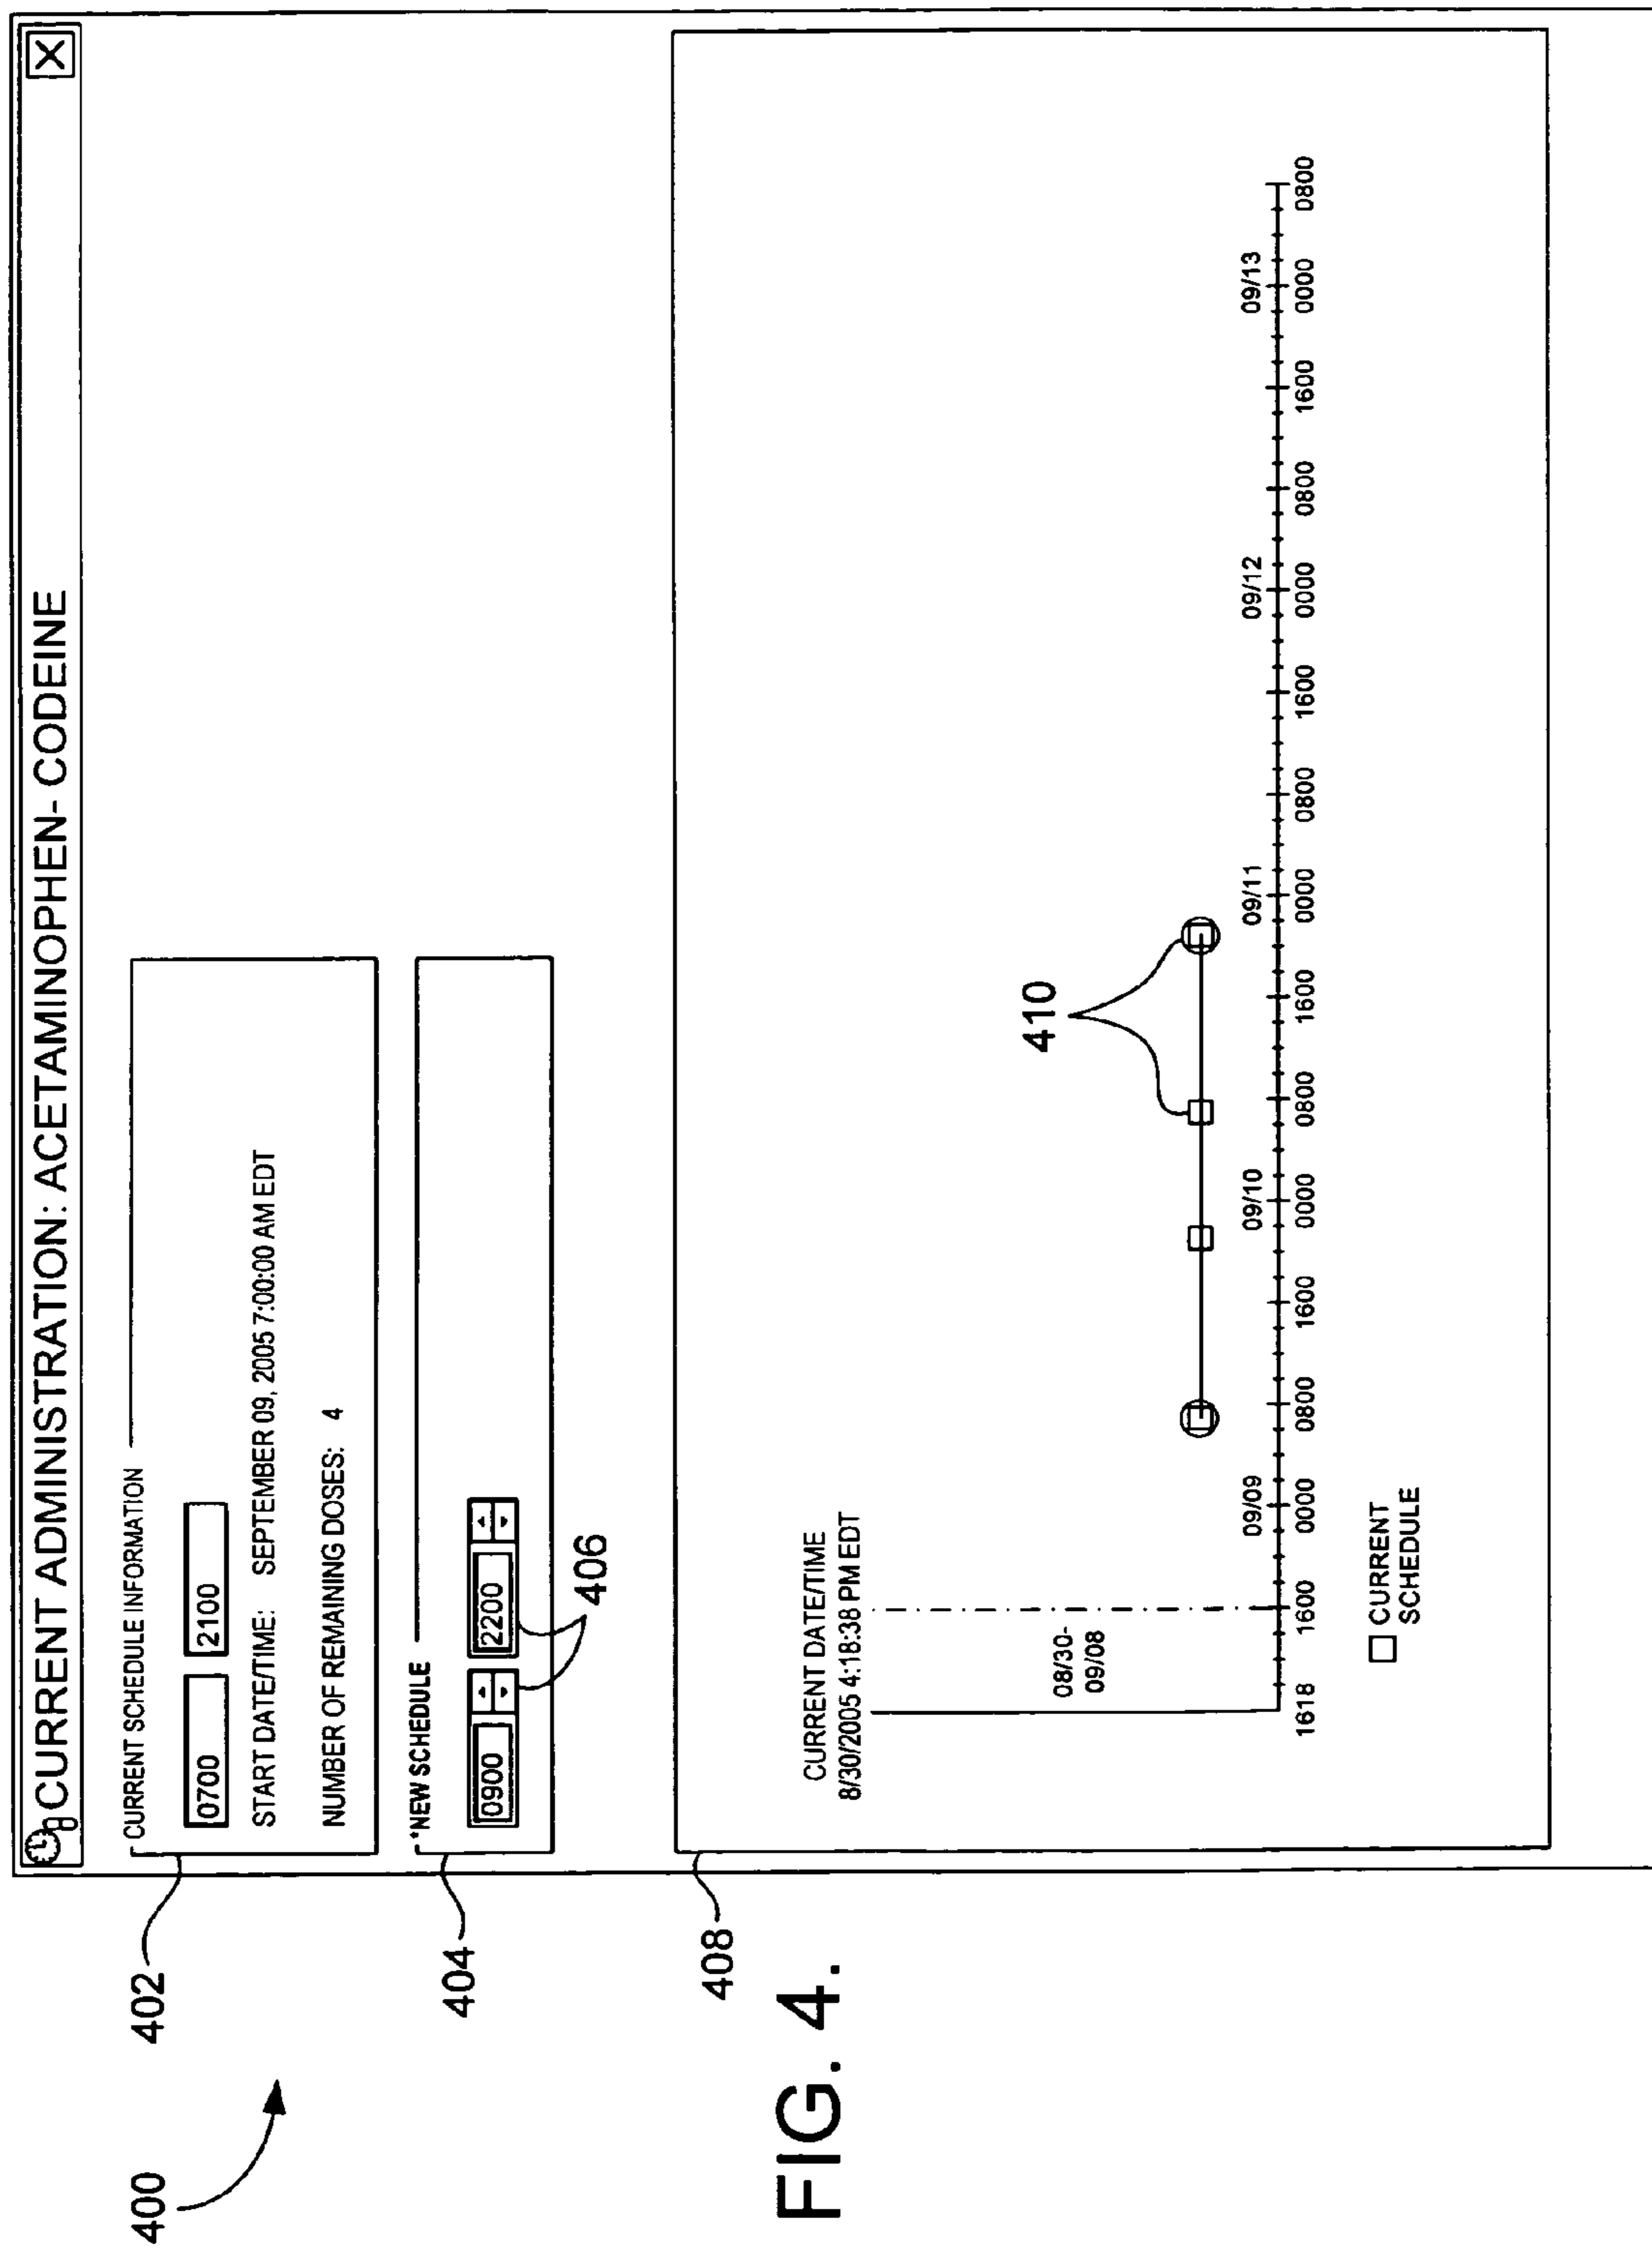 400
402
404
408
CURRENT ADMINISTRATION: ACETAMINOPHEN- CODEINE
X
CURRENT SCHEDULE INFORMATION
0700 2100
START DATE/TIME: SEPTEMBER 09, 2005 7:00:00 AM EDT
NUMBER OF REMAINING DOSES: 4
*NEW SCHEDULE
0900 2200
406
CURRENT DATE/TIME
8/30/2005 4:18:38 PM EDT
08/30-
09/08
410
09/09 09/10 09/11 09/12 09/13
1618 1600 0000 0800 1600 0000 0800 1600 0000 0800 1600 0000 0800 1600 0000 0800
CURRENT
SCHEDULE
FIG. 4.